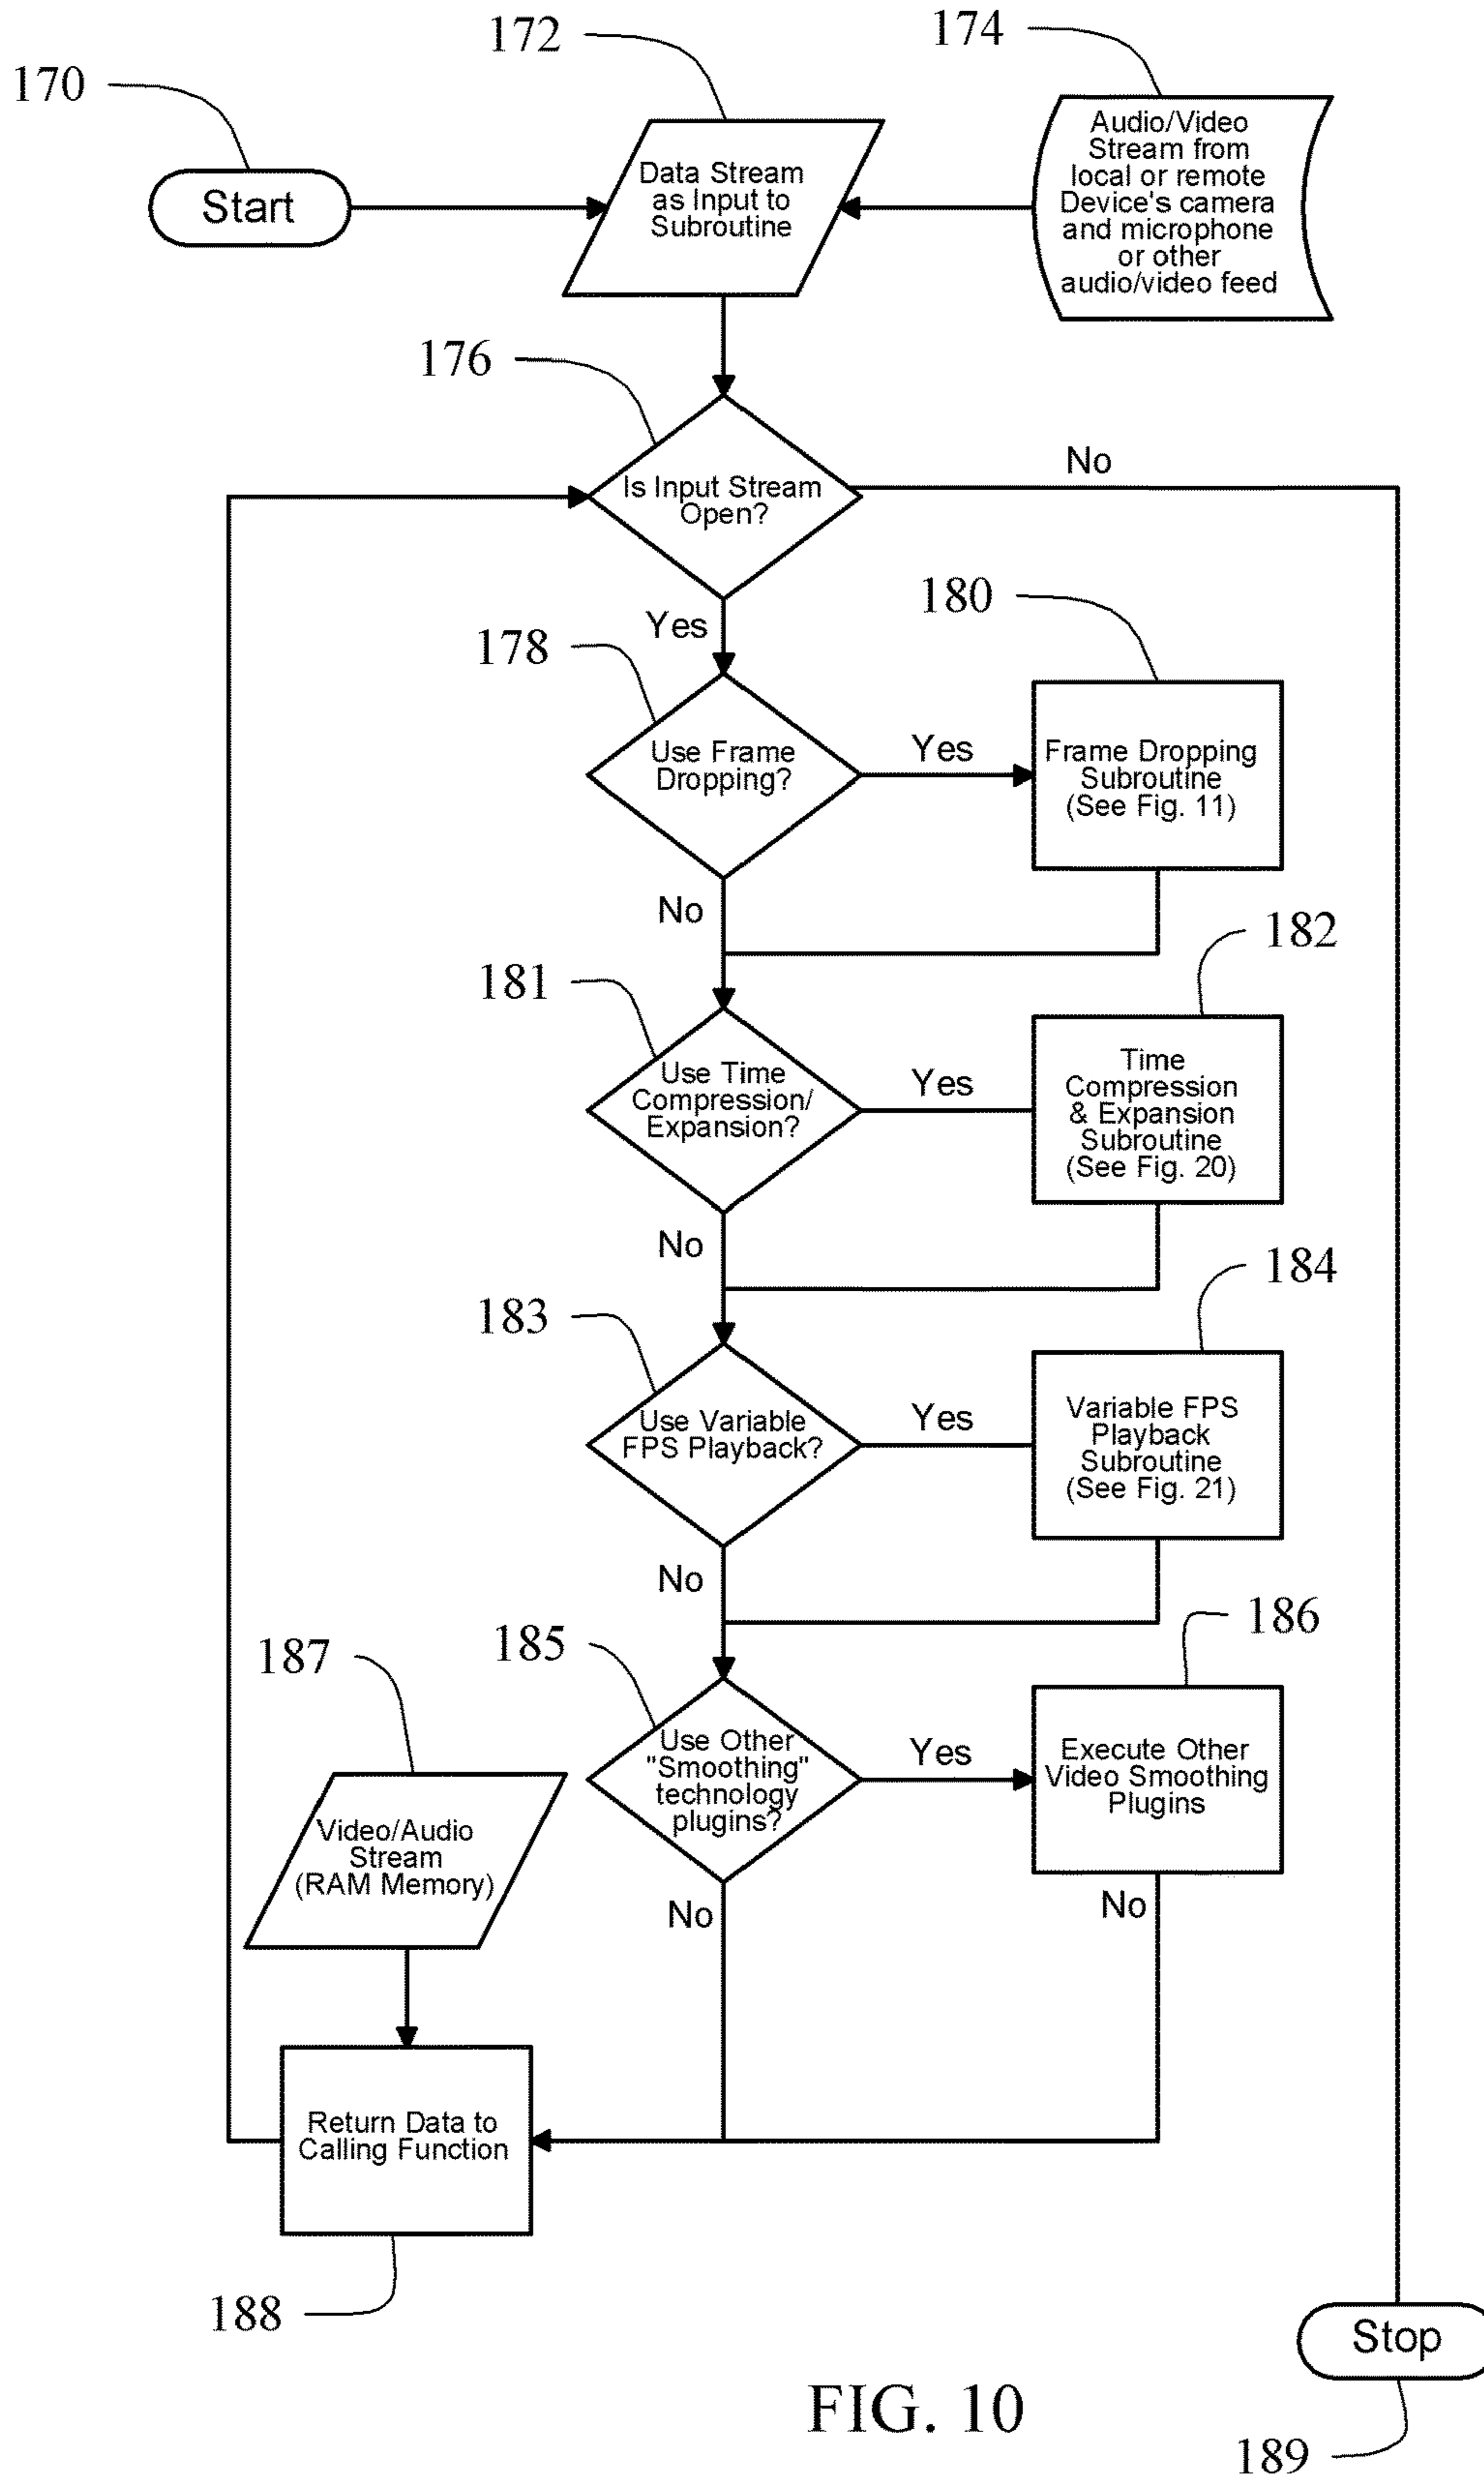 172
174
170
Start
Data Stream
as Input to
Subroutine
Audio/Video
Stream from
local or remote
Device's camera
and microphone
or other
audio/video feed
176
Is Input Stream
Open?
No
Yes
178
180
Use Frame
Dropping?
Yes
Frame Dropping
Subroutine
(See Fig. 11)
No
181
182
Use Time
Compression/
Expansion?
Yes
Time
Compression
& Expansion
Subroutine
(See Fig. 20)
No
183
184
Use Variable
FPS Playback?
Yes
Variable FPS
Playback
Subroutine
(See Fig. 21)
No
185
186
187
Use Other
"Smoothing"
technology
plugins?
Yes
Execute Other
Video Smoothing
Plugins
Video/Audio
Stream
(RAM Memory)
No
No
Return Data to
Calling Function
188
Stop
189
FIG. 10